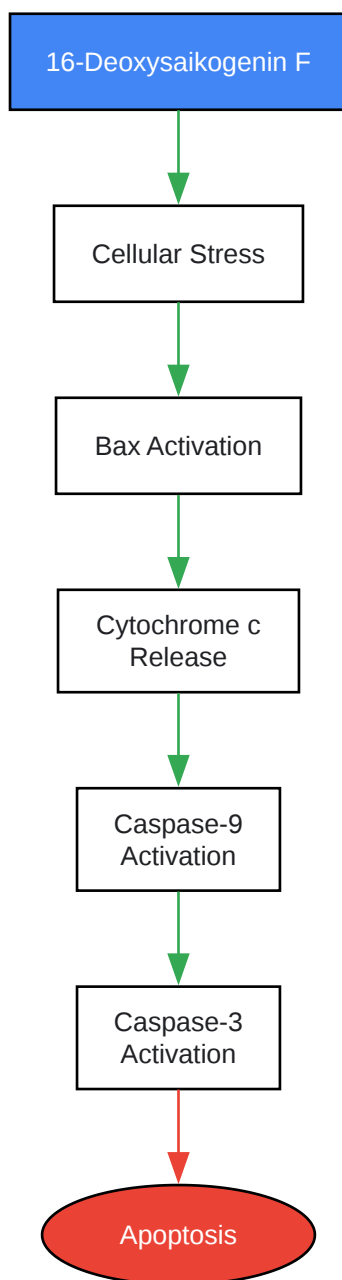 16-Deoxysaikogenin F
Cellular Stress
Bax Activation
Cytochrome c
Release
Caspase-9
Activation
Caspase-3
Activation
Apoptosis